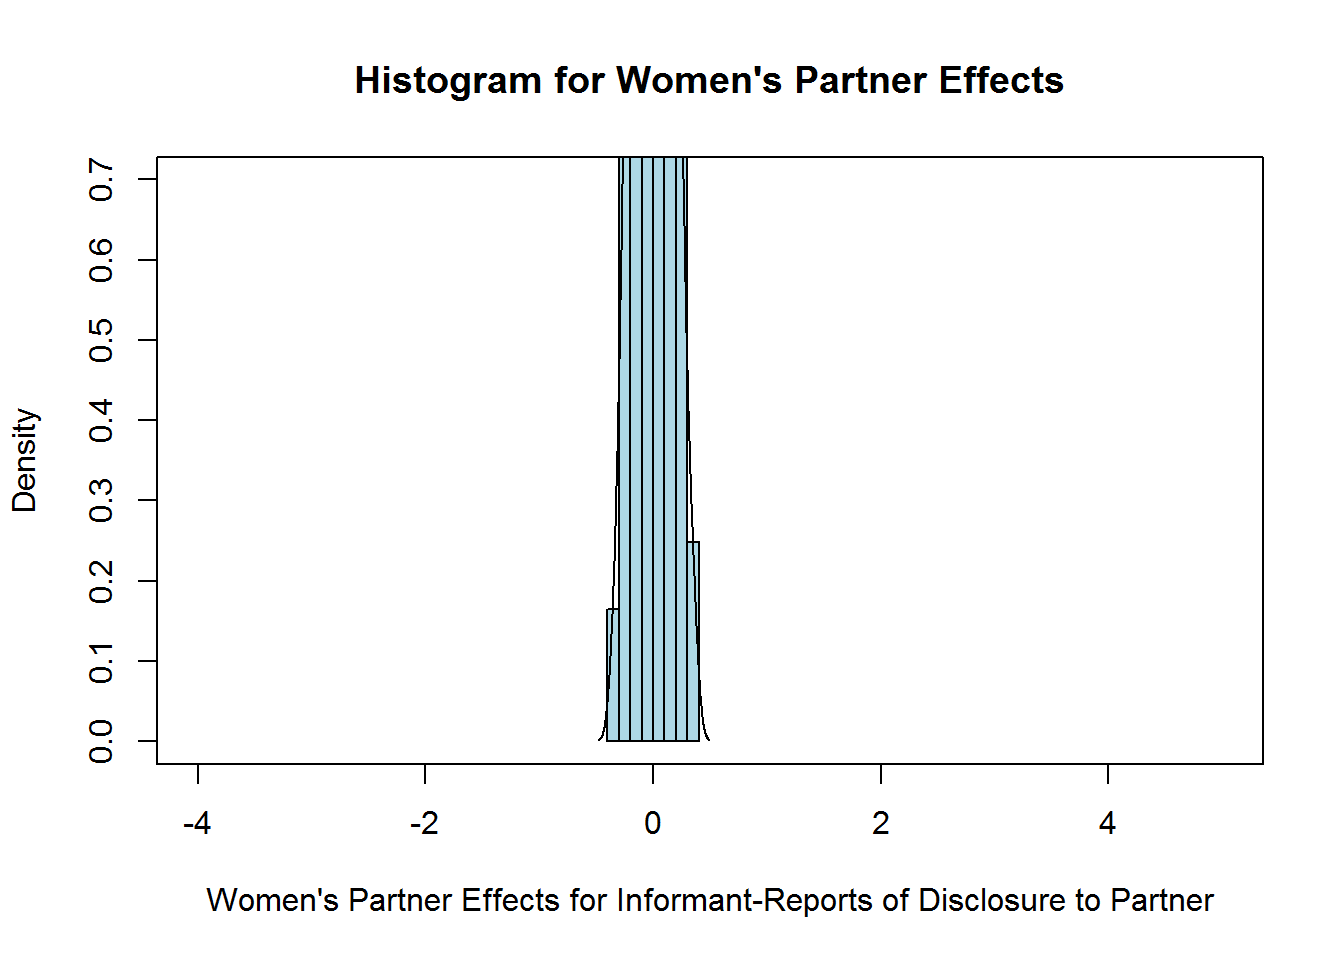 Histogram for Women's Partner Effects
Density
0.7
0.6
0.5
0.4
0.3
0.2
0.1
0.0
-4 -2 0 2 4
Women's Partner Effects for Informant-Reports of Disclosure to Partner